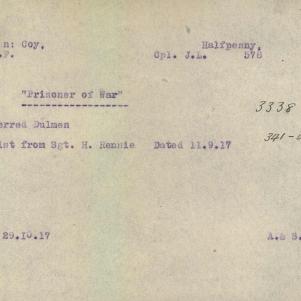 n: Coy, Halfpenny,
.F. Cpl. J.L. 578
"Prisoner of War"
3338
erred Dulmen
341-
ist from Sgt. H. Rennie Dated 11.9.17
29.10.17 A.& S.